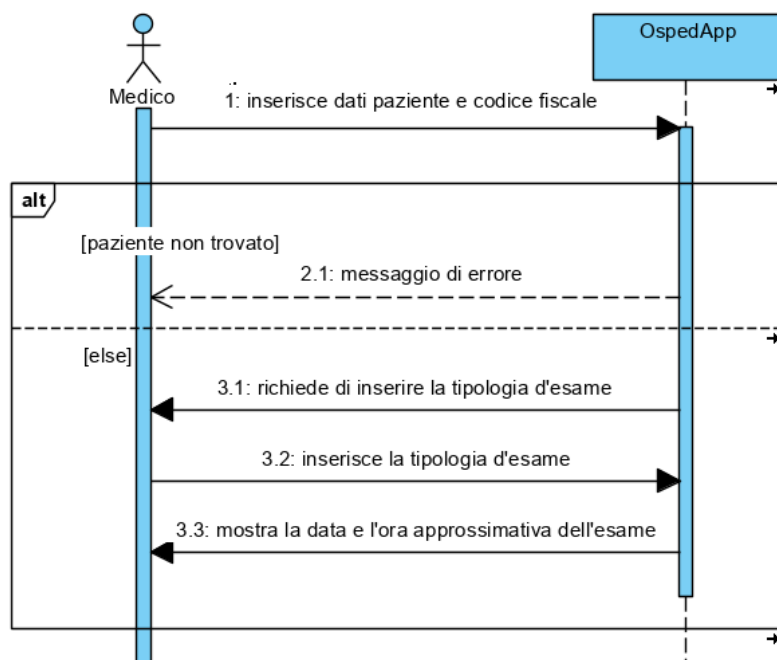 OspedApp
Medico
1: inserisce dati paziente e codice fiscale
alt
[paziente non trovato]
2.1: messaggio di errore
[else]
3.1: richiede di inserire la tipologia d'esame
3.2: inserisce la tipologia d'esame
3.3: mostra la data e l'ora approssimativa dell'esame